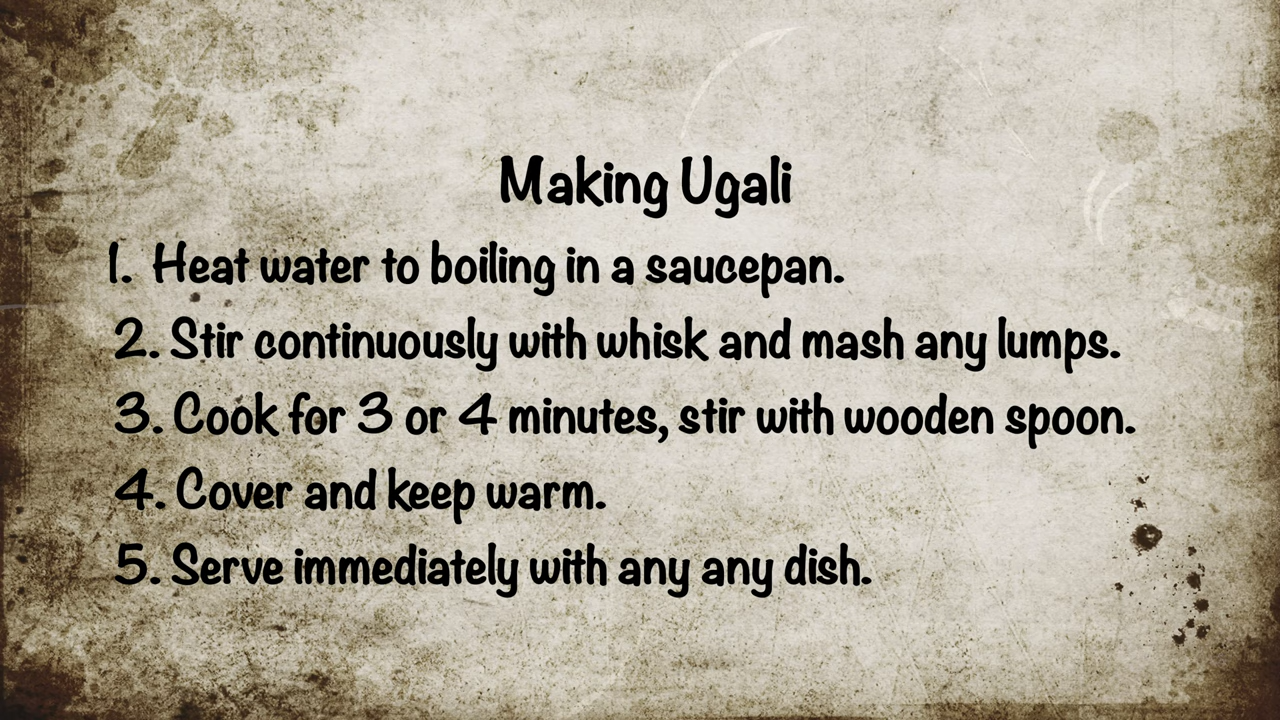 Making Ugali
1. Heat water to boiling in a saucepan.
2. Stir continuously with whisk and mash any lumps.
3. Cook for 3 or 4 minutes, stir with wooden spoon.
4. Cover and keep warm.
5. Serve immediately with any any dish.